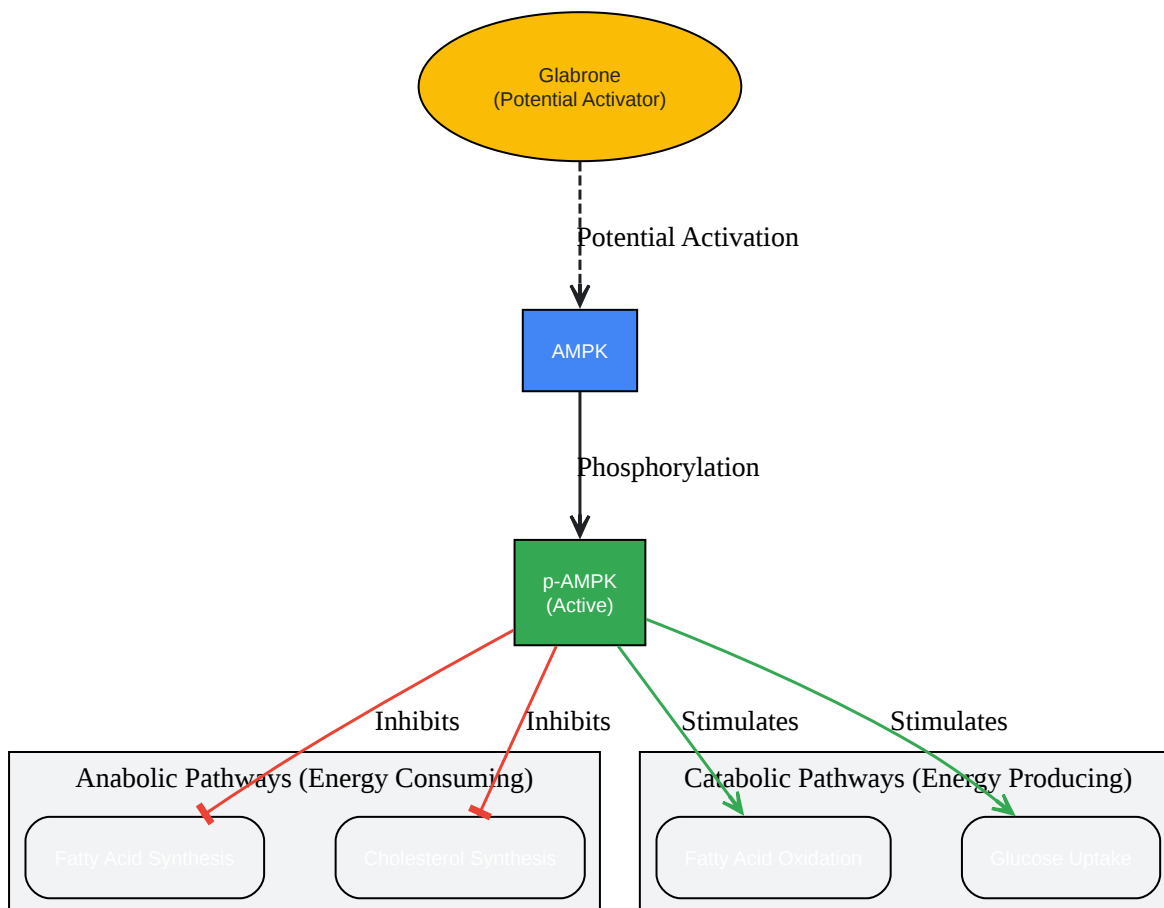 Glabrone
(Potential Activator)
Potential Activation
AMPK
Phosphorylation
p-AMPK
(Active)
Inhibits
Inhibits
Stimulates
Stimulates
Anabolic Pathways (Energy Consuming)
Catabolic Pathways (Energy Producing)
Fatty Acid Synthesis
Cholesterol Synthesis
Fatty Acid Oxidation
Glucose Uptake